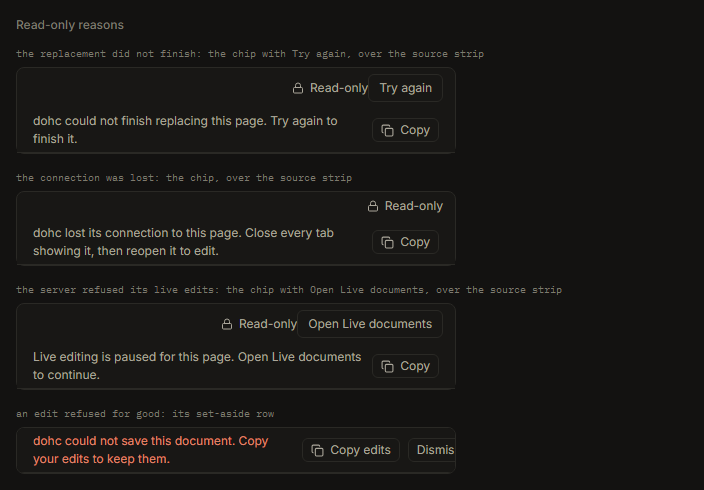 Read-only reasons
the replacement did not finish: the chip with Try again, over the source strip
Read-only Try again
dohc could not finish replacing this page. Try again to
finish it.
Copy
the connection was lost: the chip, over the source strip
Read-only
dohc lost its connection to this page. Close every tab
showing it, then reopen it to edit.
Copy
the server refused its live edits: the chip with Open Live documents, over the source strip
Read-only Open Live documents
Live editing is paused for this page. Open Live documents
to continue.
Copy
an edit refused for good: its set-aside row
dohc could not save this document. Copy
your edits to keep them.
Copy edits Dismis